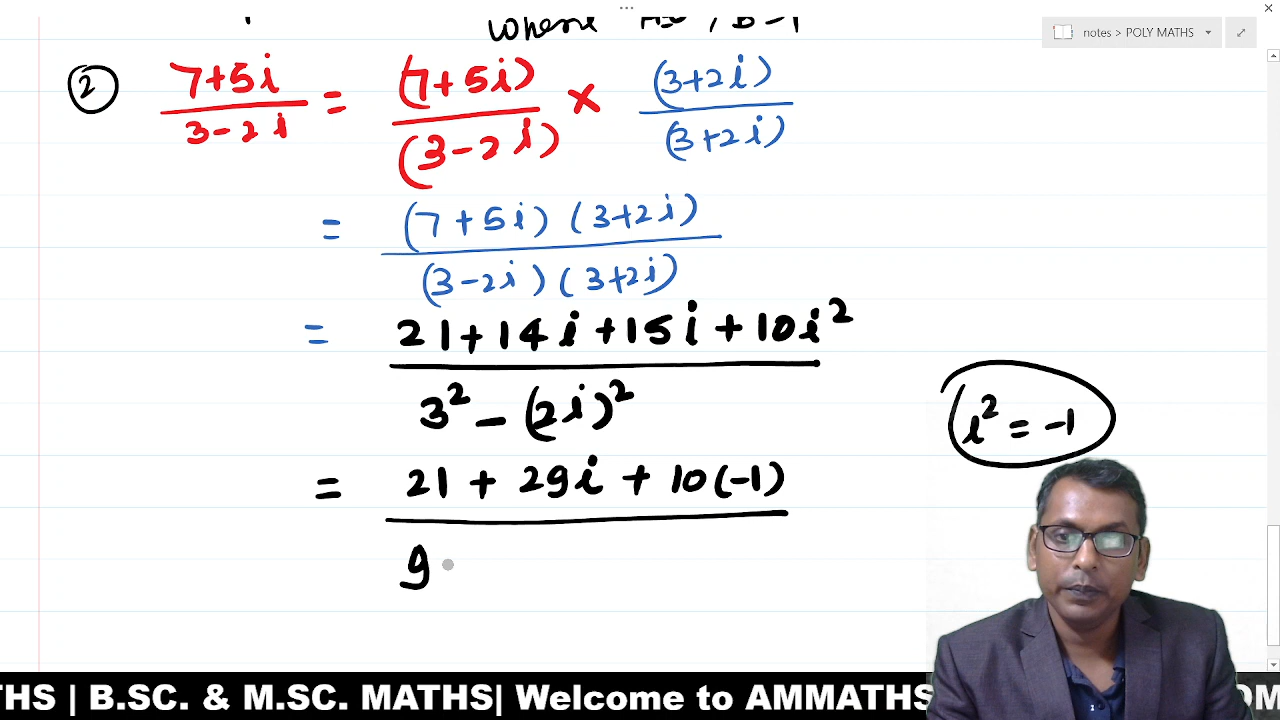 where
notes > POLY MATHS
② 7+5i / 3-2i = (7+5i) / (3-2i) × (3+2i) / (3+2i)
= (7+5i) (3+2i) / (3-2i) (3+2i)
= 21+14i+15i+10i² / 3² - (2i)²
i² = -1
= 21 + 29i + 10(-1) / 9
THS | B.SC. & M.SC. MATHS| Welcome to AMMATHS OM